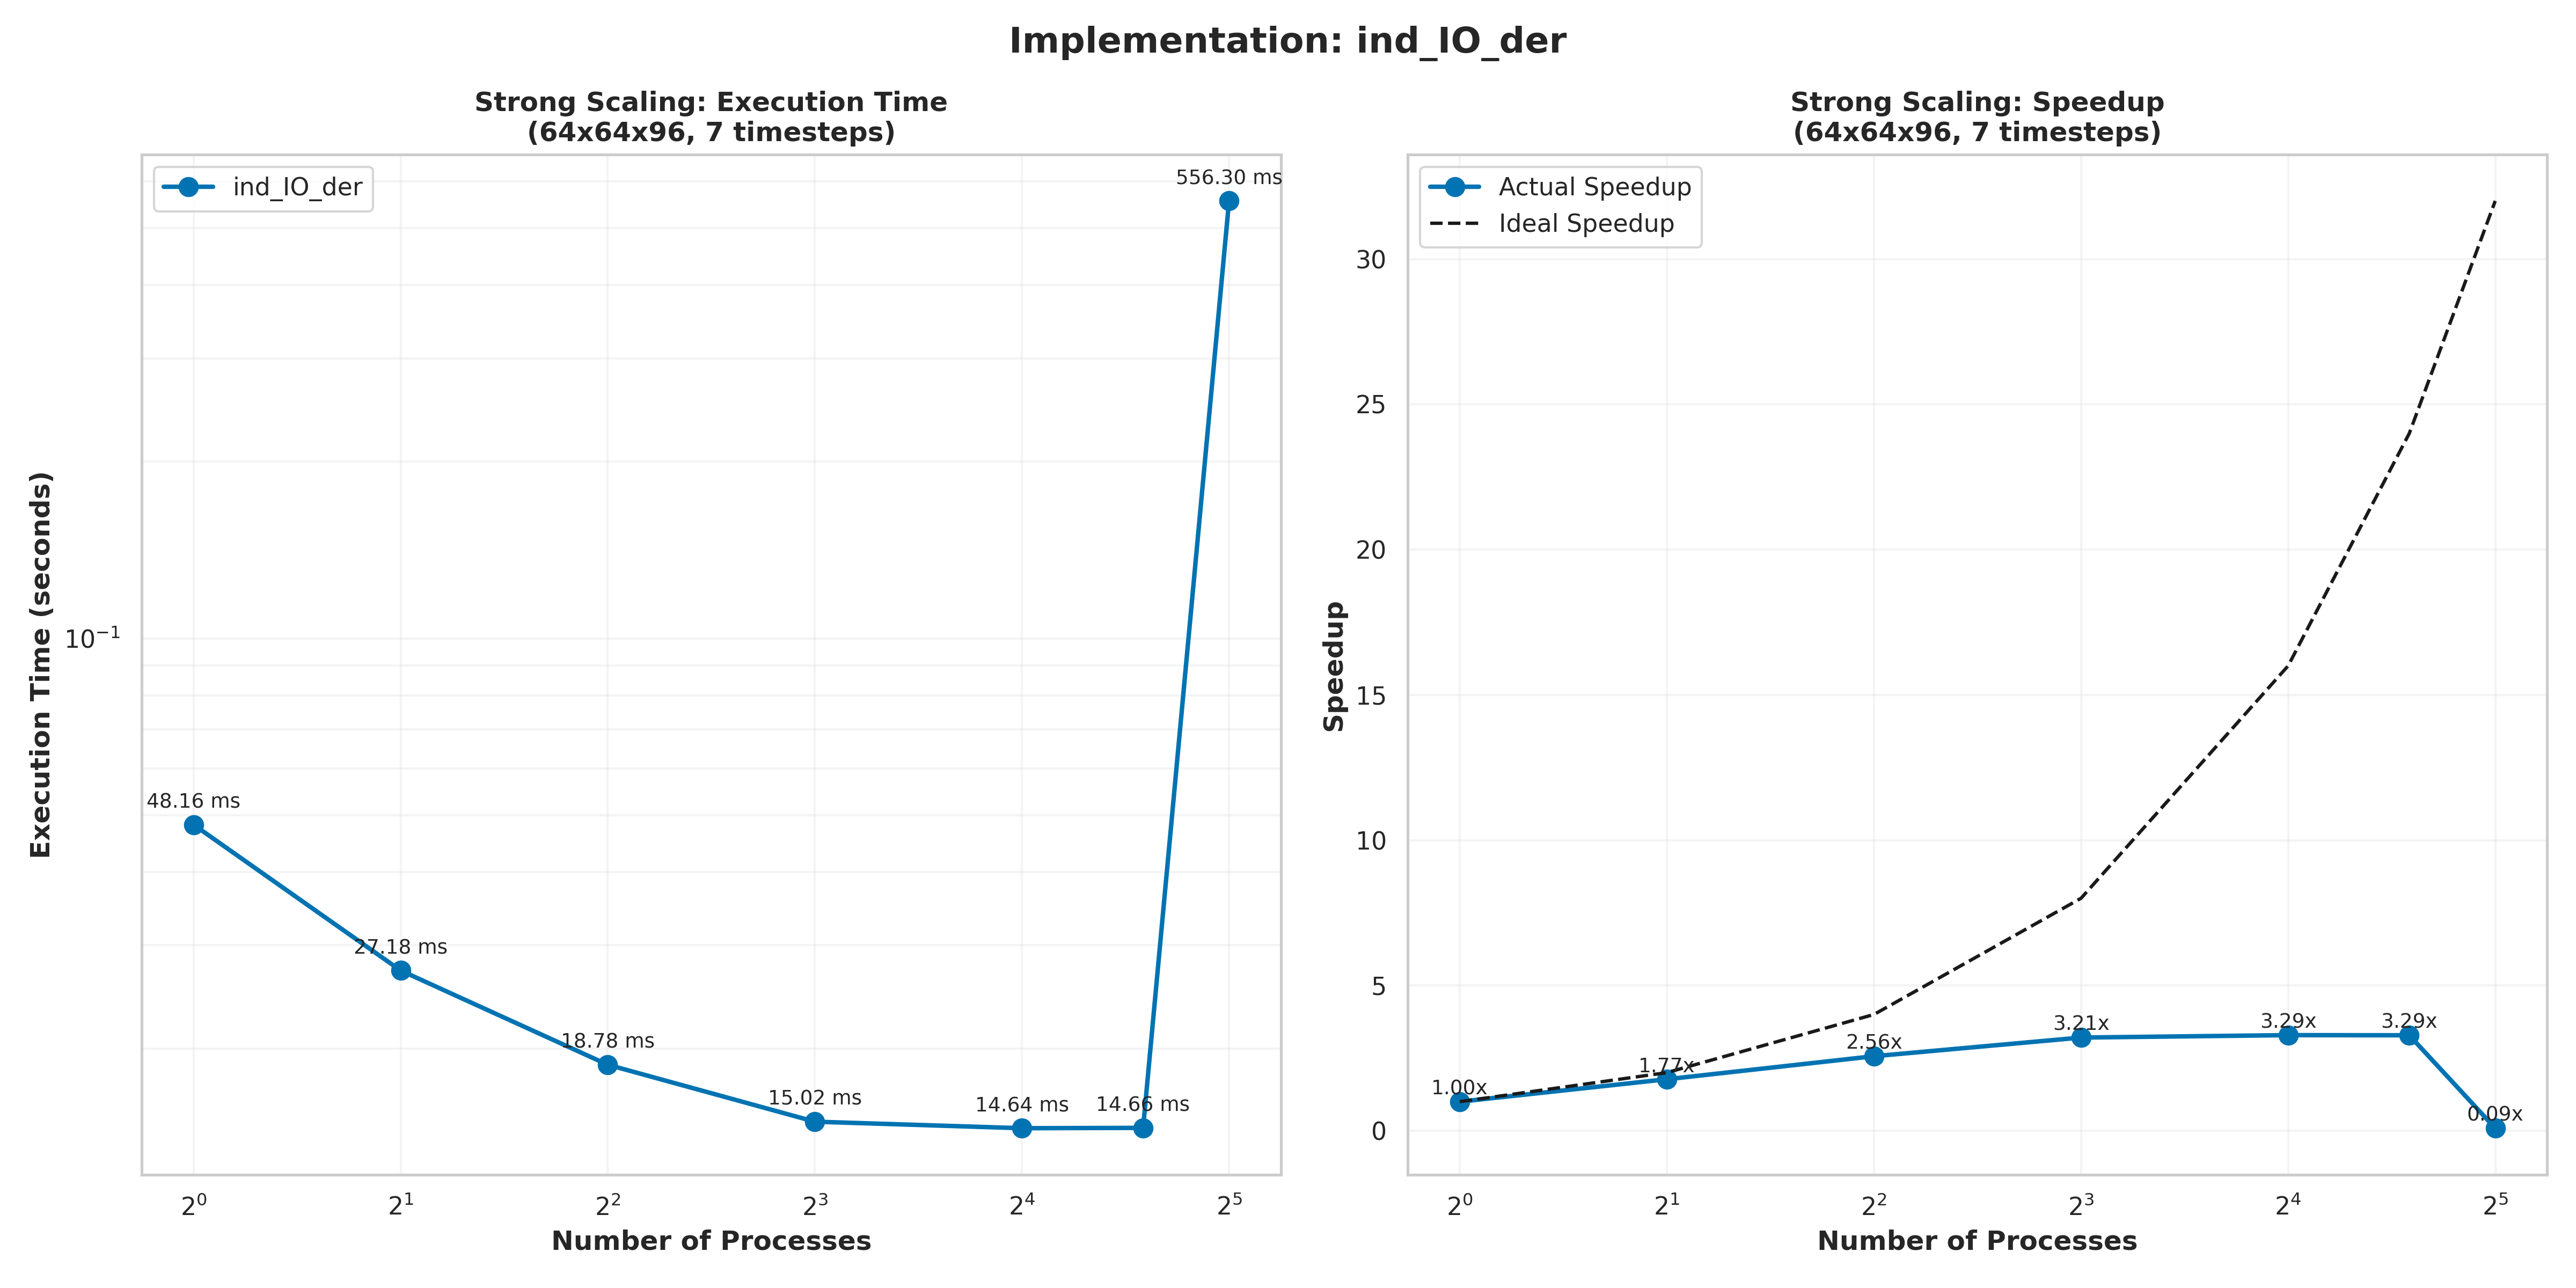 Implementation: ind_IO_der
Strong Scaling: Execution Time
(64x64x96, 7 timesteps)
ind_IO_der
Execution Time (seconds)
10⁻¹
48.16 ms
27.18 ms
18.78 ms
15.02 ms
14.64 ms
14.66 ms
556.30 ms
2⁰
2¹
2²
2³
2⁴
2⁵
Number of Processes
Strong Scaling: Speedup
(64x64x96, 7 timesteps)
Actual Speedup
Ideal Speedup
Speedup
30
25
20
15
10
5
0
1.00x
1.77x
2.56x
3.21x
3.29x
3.29x
0.09x
2⁰
2¹
2²
2³
2⁴
2⁵
Number of Processes